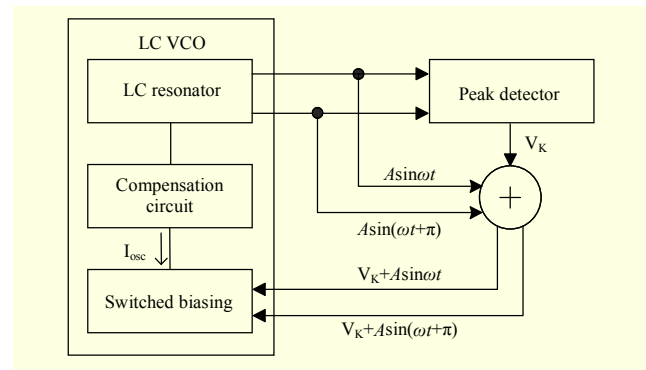 LC VCO
LC resonator
Peak detector
V_K
Asinωt
Compensation
circuit
+
Asin(ωt+π)
I_osc
V_K+Asinωt
Switched biasing
V_K+Asin(ωt+π)